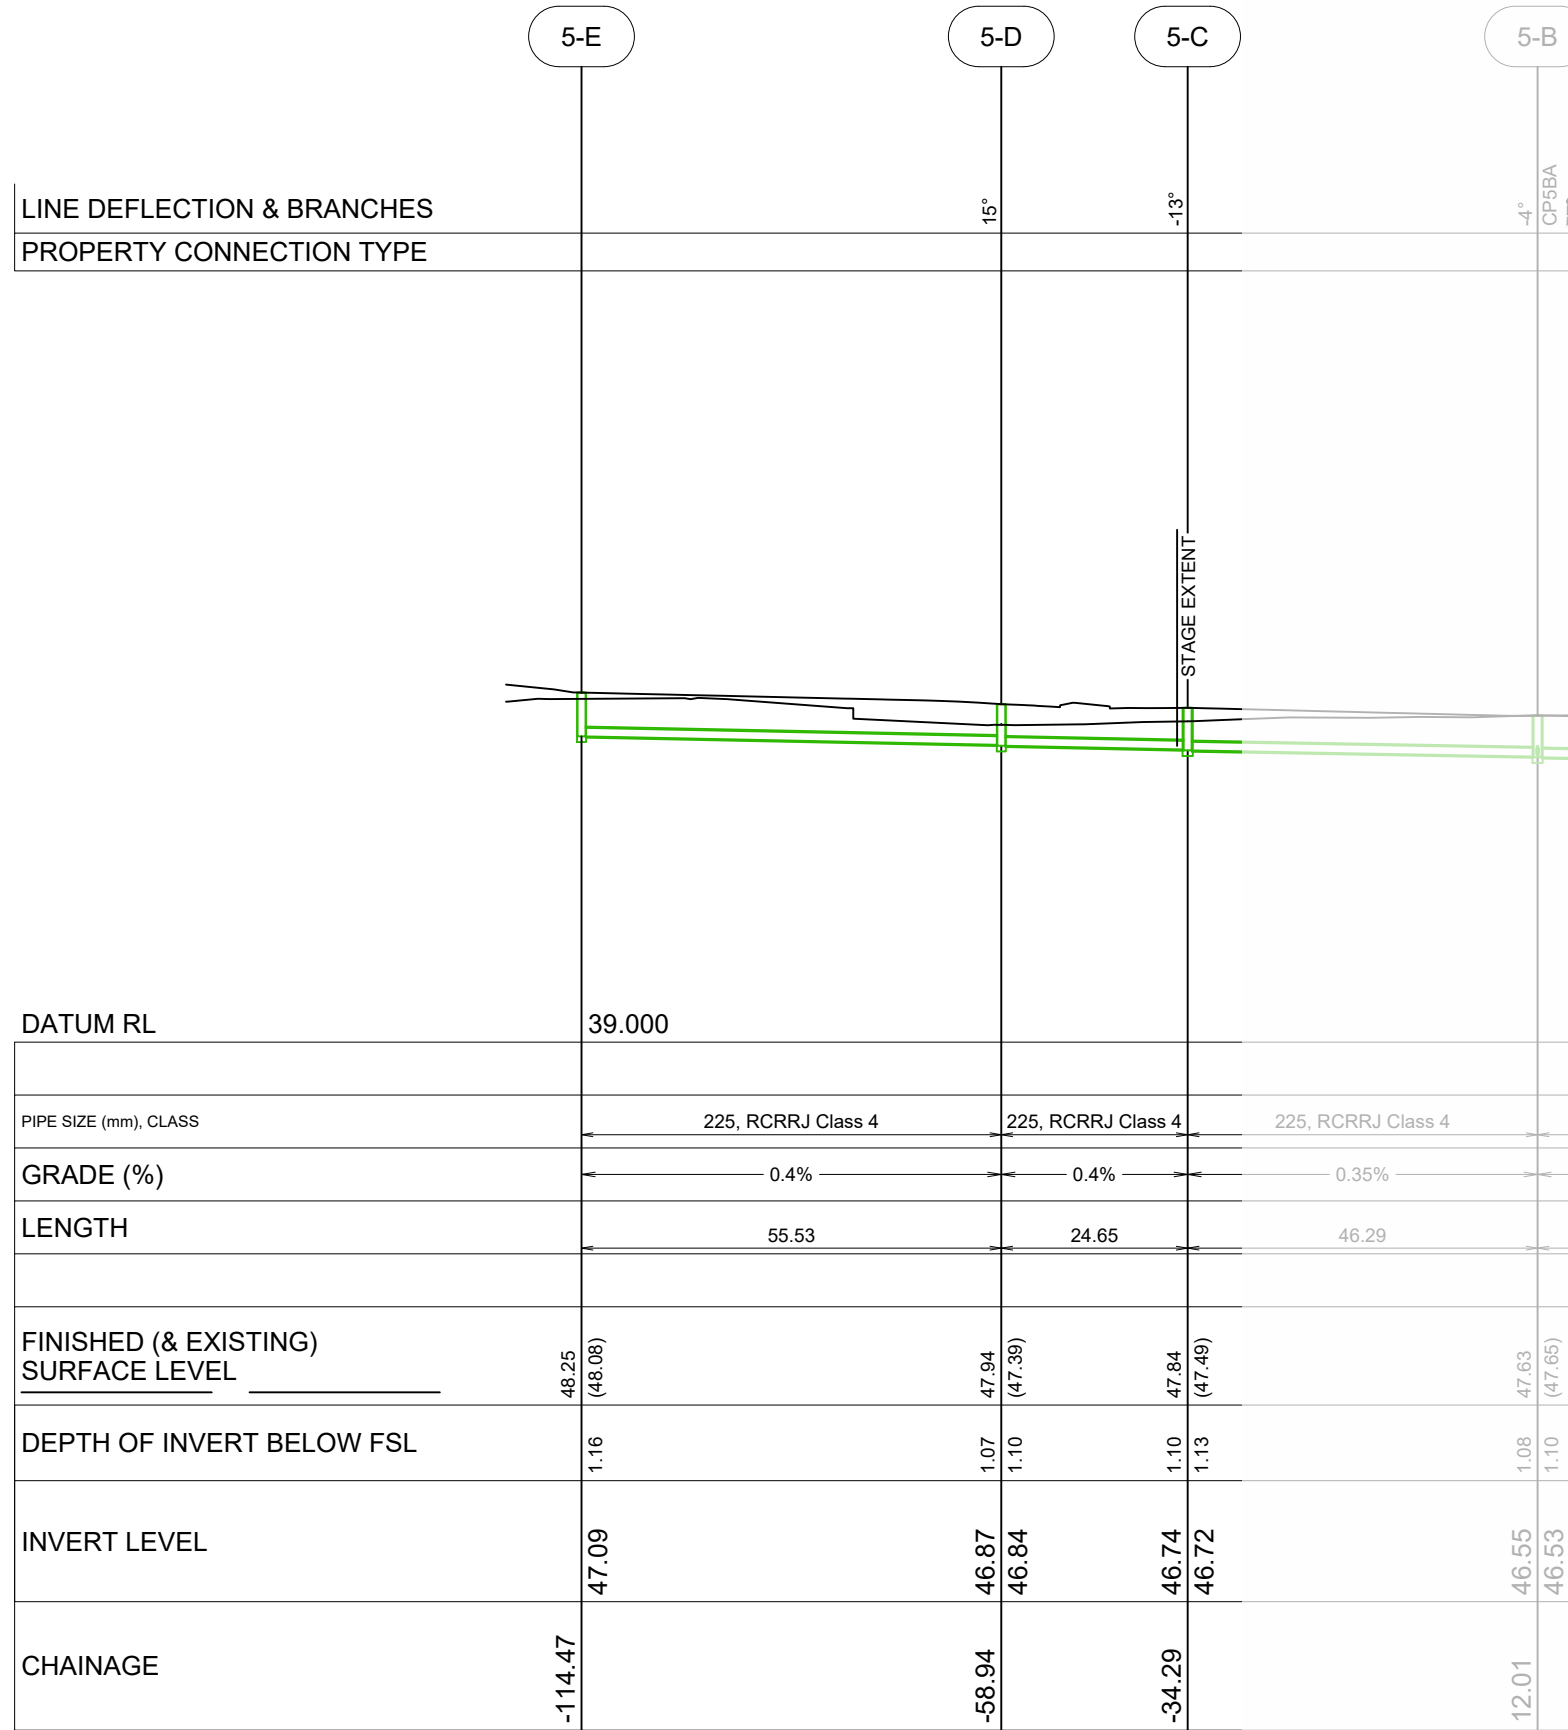 5-E
5-D
5-C
5-B
LINE DEFLECTION & BRANCHES
15°
-13°
-4°
CP5BA
PROPERTY CONNECTION TYPE
STAGE EXTENT
DATUM RL
39.000
PIPE SIZE (mm), CLASS
225, RCRRJ Class 4
225, RCRRJ Class 4
225, RCRRJ Class 4
GRADE (%)
0.4%
0.4%
0.35%
LENGTH
55.53
24.65
46.29
FINISHED (& EXISTING)
SURFACE LEVEL
48.25
(48.08)
47.94
(47.39)
47.84
(47.49)
47.63
(47.65)
DEPTH OF INVERT BELOW FSL
1.16
1.07
1.10
1.10
1.13
1.08
1.10
INVERT LEVEL
47.09
46.87
46.84
46.74
46.72
46.55
46.53
CHAINAGE
-114.47
-58.94
-34.29
12.01